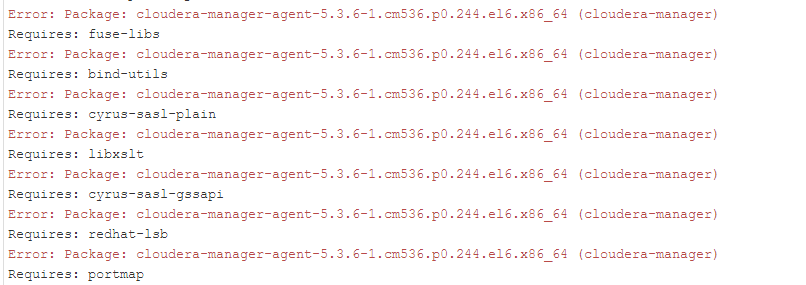 Error: Package: cloudera-manager-agent-5.3.6-1.cm536.p0.244.el6.x86_64 (cloudera-manager)
Requires: fuse-libs
Error: Package: cloudera-manager-agent-5.3.6-1.cm536.p0.244.el6.x86_64 (cloudera-manager)
Requires: bind-utils
Error: Package: cloudera-manager-agent-5.3.6-1.cm536.p0.244.el6.x86_64 (cloudera-manager)
Requires: cyrus-sasl-plain
Error: Package: cloudera-manager-agent-5.3.6-1.cm536.p0.244.el6.x86_64 (cloudera-manager)
Requires: libxslt
Error: Package: cloudera-manager-agent-5.3.6-1.cm536.p0.244.el6.x86_64 (cloudera-manager)
Requires: cyrus-sasl-gssapi
Error: Package: cloudera-manager-agent-5.3.6-1.cm536.p0.244.el6.x86_64 (cloudera-manager)
Requires: redhat-lsb
Error: Package: cloudera-manager-agent-5.3.6-1.cm536.p0.244.el6.x86_64 (cloudera-manager)
Requires: portmap